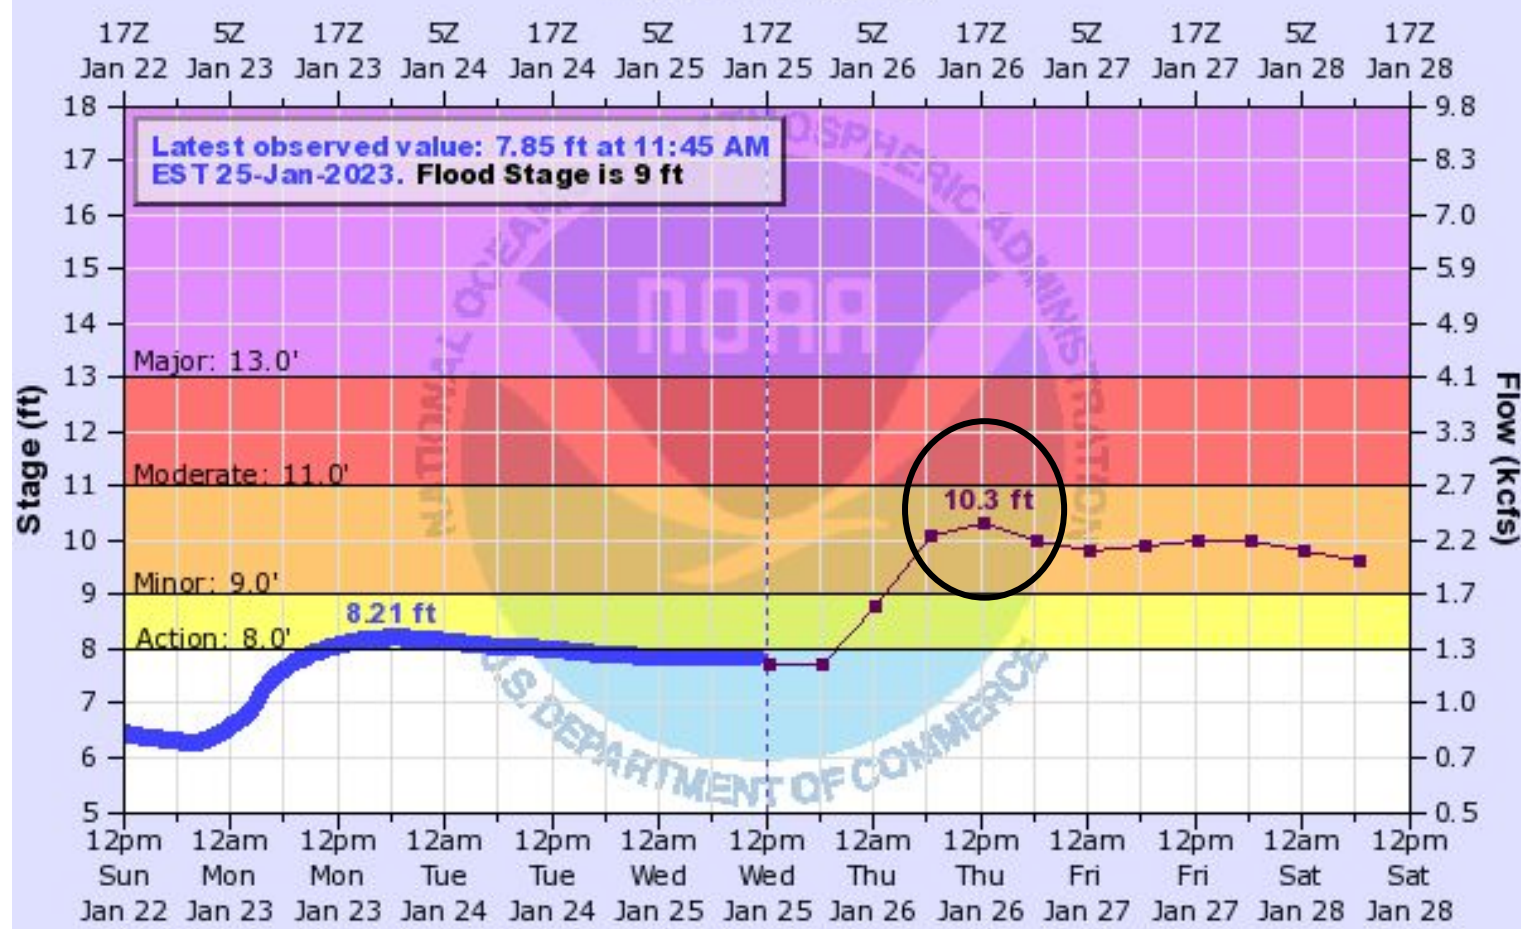 17Z 5Z 17Z 5Z 17Z 5Z 17Z 5Z 17Z 5Z 17Z 5Z 17Z
Jan 22 Jan 23 Jan 23 Jan 24 Jan 24 Jan 25 Jan 25 Jan 26 Jan 26 Jan 27 Jan 27 Jan 28 Jan 28
18 9.8
Latest observed value: 7.85 ft at 11:45 AM
EST 25-Jan-2023. Flood Stage is 9 ft
17 8.3
16 7.0
15 5.9
14 4.9
NOAA
NATIONAL OCEANIC AND ATMOSPHERIC ADMINISTRATION
Major: 13.0'
13 4.1
12 3.3
Moderate: 11.0'
11 2.7
10.3 ft
10 2.2
Minor: 9.0'
9 1.7
8.21 ft
Action: 8.0'
8 1.3
7 1.0
6 0.7
U.S. DEPARTMENT OF COMMERCE
5 0.5
Stage (ft)
Flow (kcfs)
12pm 12am 12pm 12am 12pm 12am 12pm 12am 12pm 12am 12pm 12am 12pm
Sun Mon Mon Tue Tue Wed Wed Thu Thu Fri Fri Sat Sat
Jan 22 Jan 23 Jan 23 Jan 24 Jan 24 Jan 25 Jan 25 Jan 26 Jan 26 Jan 27 Jan 27 Jan 28 Jan 28